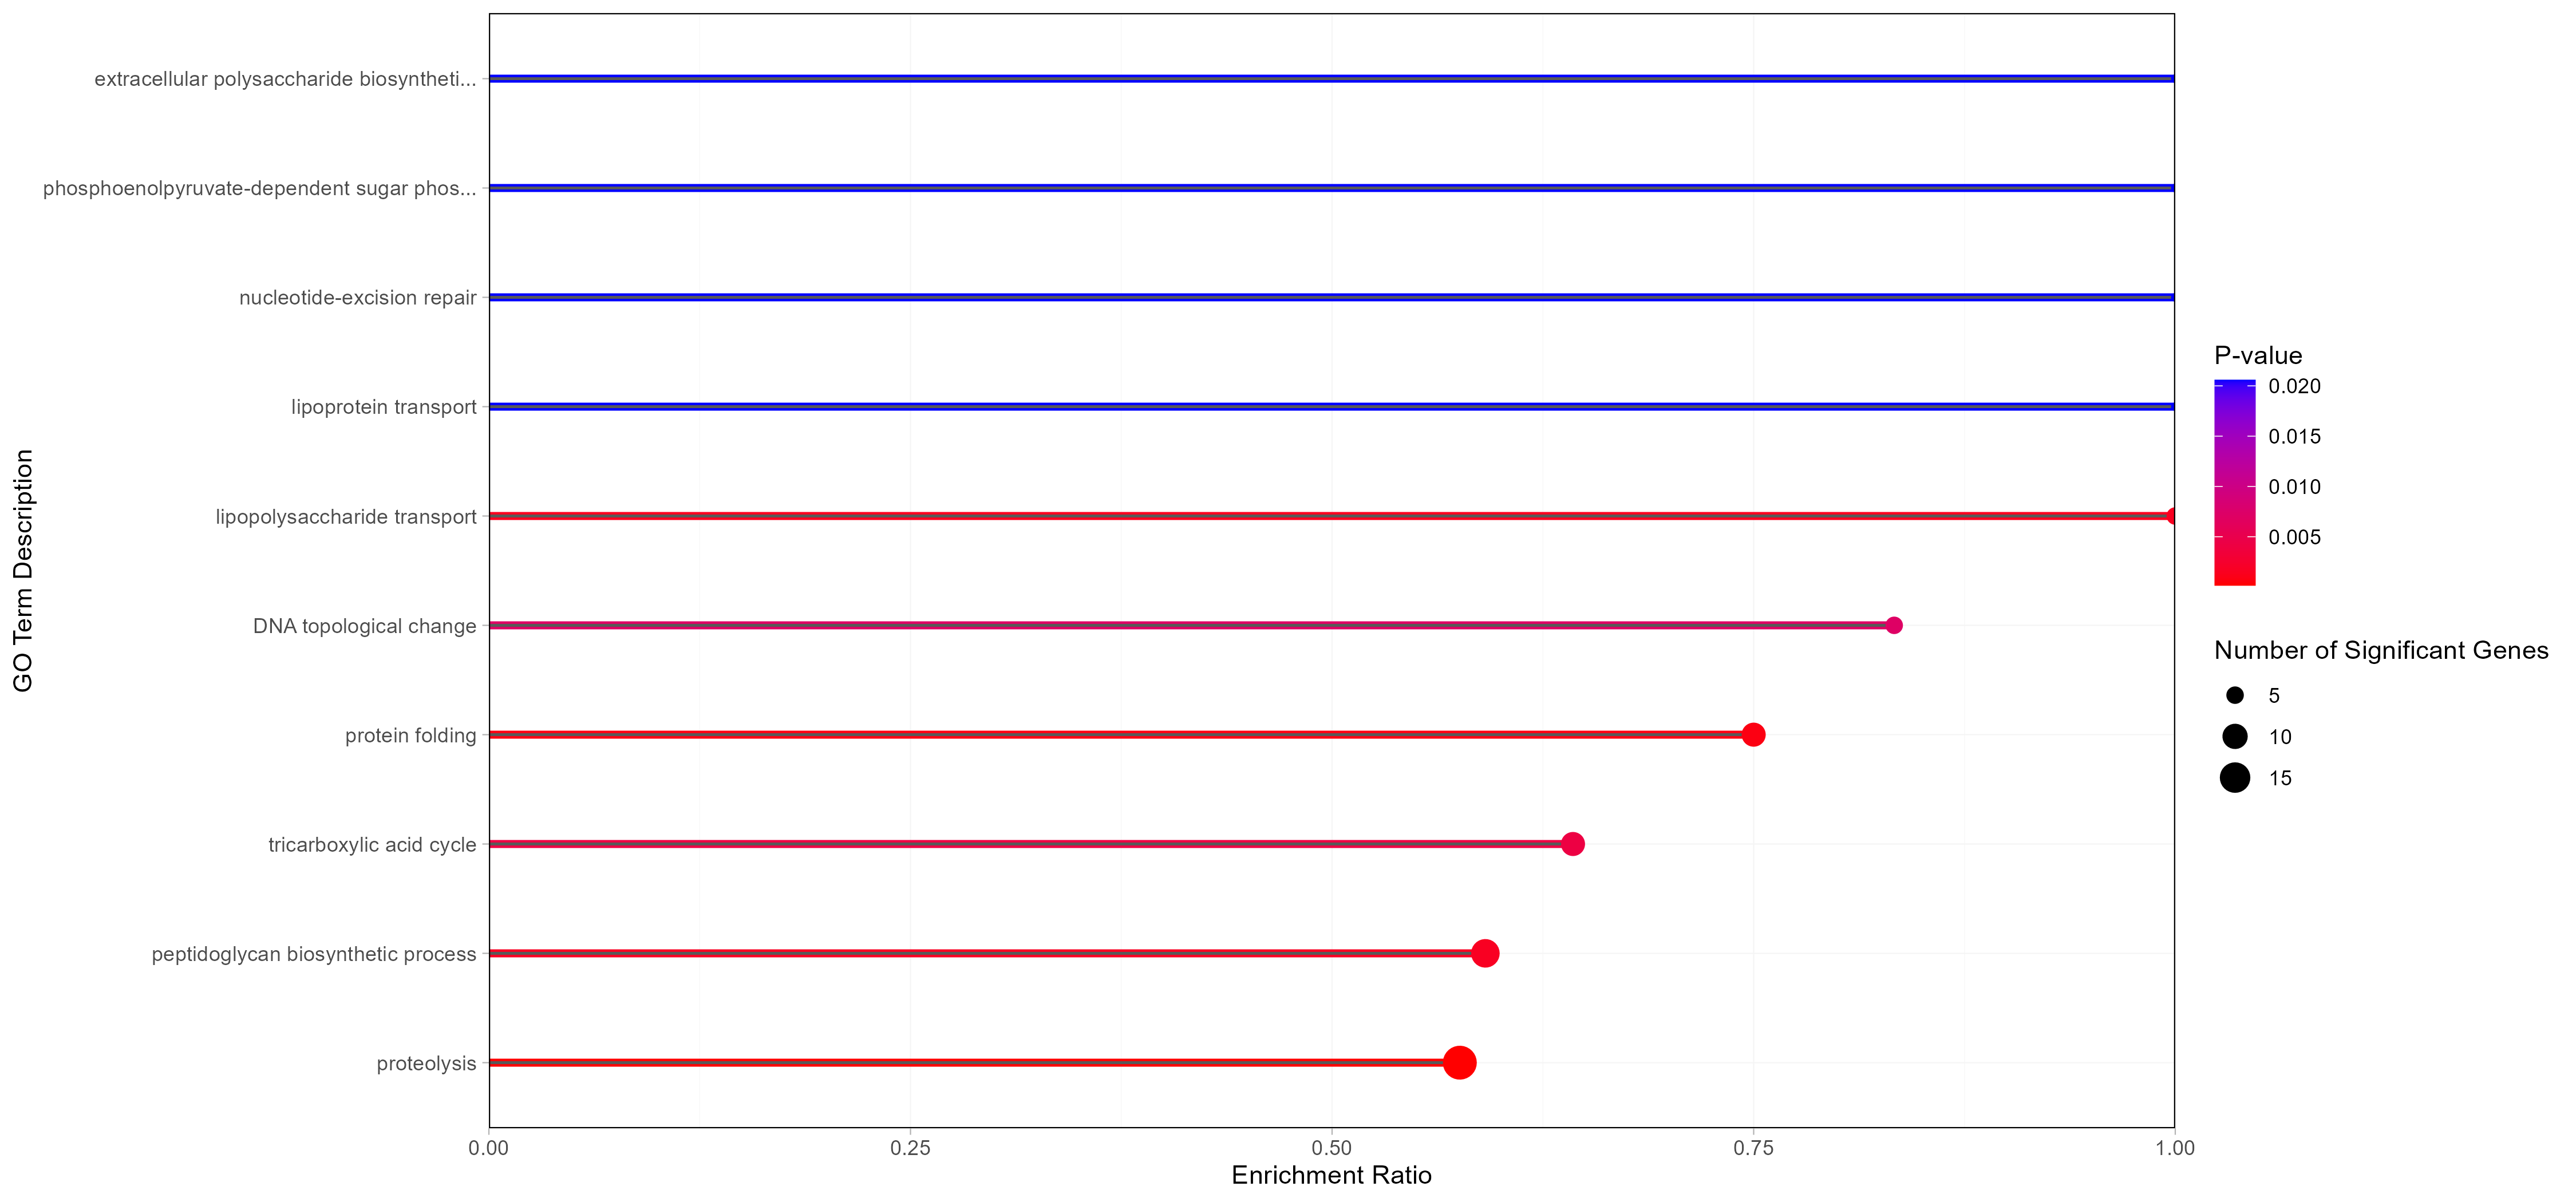 extracellular polysaccharide biosyntheti...
phosphoenolpyruvate-dependent sugar phos...
nucleotide-excision repair
lipoprotein transport
lipopolysaccharide transport
DNA topological change
protein folding
tricarboxylic acid cycle
peptidoglycan biosynthetic process
proteolysis
GO Term Description
0.00
0.25
0.50
0.75
1.00
Enrichment Ratio
P-value
0.020
0.015
0.010
0.005
Number of Significant Genes
5
10
15